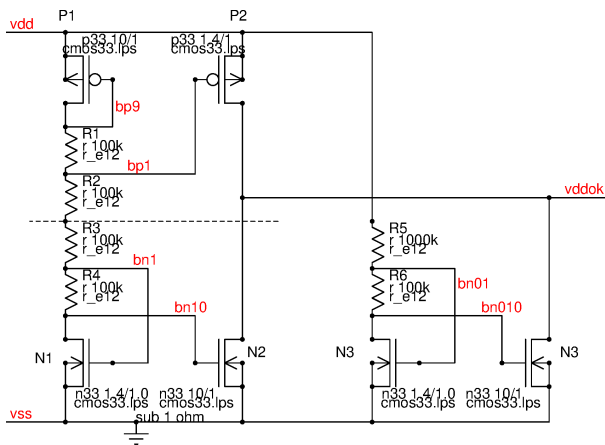 P1
P2
vdd
p33 10/1
cmos33.lps
p33 1.4/1
cmos33.lps
bp9
R1
r 100k
r_e12
bp1
R2
r 100k
r_e12
vddok
R3
r 100k
r_e12
R5
r 1000k
r_e12
bn1
R4
r 100k
r_e12
R6
r 100k
r_e12
bn01
bn10
bn010
N1
N2
N3
N3
n33 1.4/1.0
cmos33.lps
n33 10/1
cmos33.lps
n33 1.4/1.0
cmos33.lps
n33 10/1
cmos33.lps
vss
sub 1 ohm